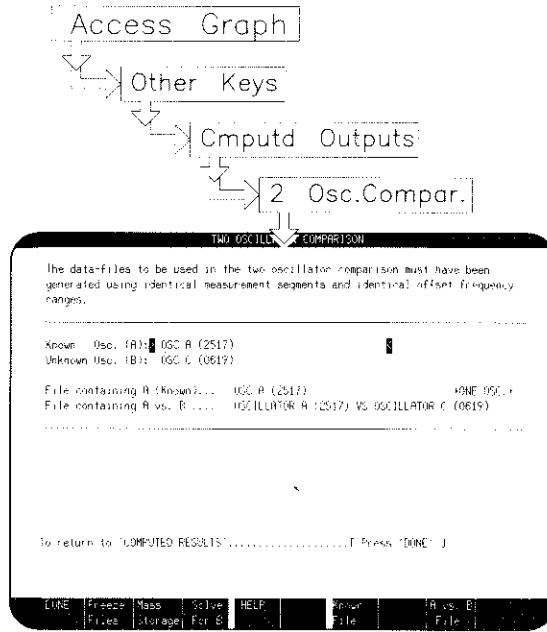 Access Graph
Other Keys
Cmputd Outputs
2 Osc.Compar.
TWO OSCILLATOR COMPARISON
The data-files to be used in the two oscillator comparison must have been
generated using identical measurement segments and identical offset frequency
ranges.
Known Osc. (A): OSC A (2517)
Unknown Osc. (B): OSC C (0619)
File containing A (Known)... OSC A (2517) *ONE OSC.*
File containing A vs. B .... OSCILLATOR A (2517) VS OSCILLATOR C (0619)
To return to 'COMPUTED RESULTS'.....................[ Press 'DONE' ]
DONE Freeze Mass Solve HELP Known A vs. B
Files Storage For B File File